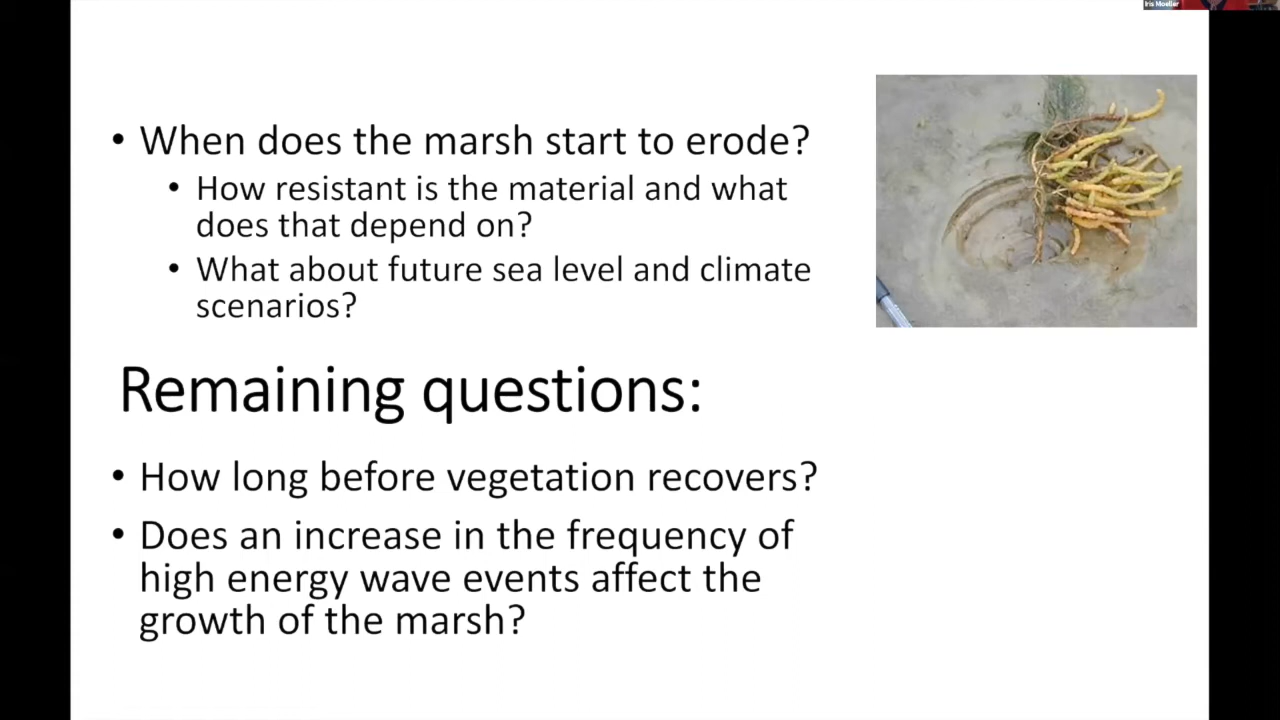 Iris Moeller
• When does the marsh start to erode?
• How resistant is the material and what
does that depend on?
• What about future sea level and climate
scenarios?
Remaining questions:
• How long before vegetation recovers?
• Does an increase in the frequency of
high energy wave events affect the
growth of the marsh?